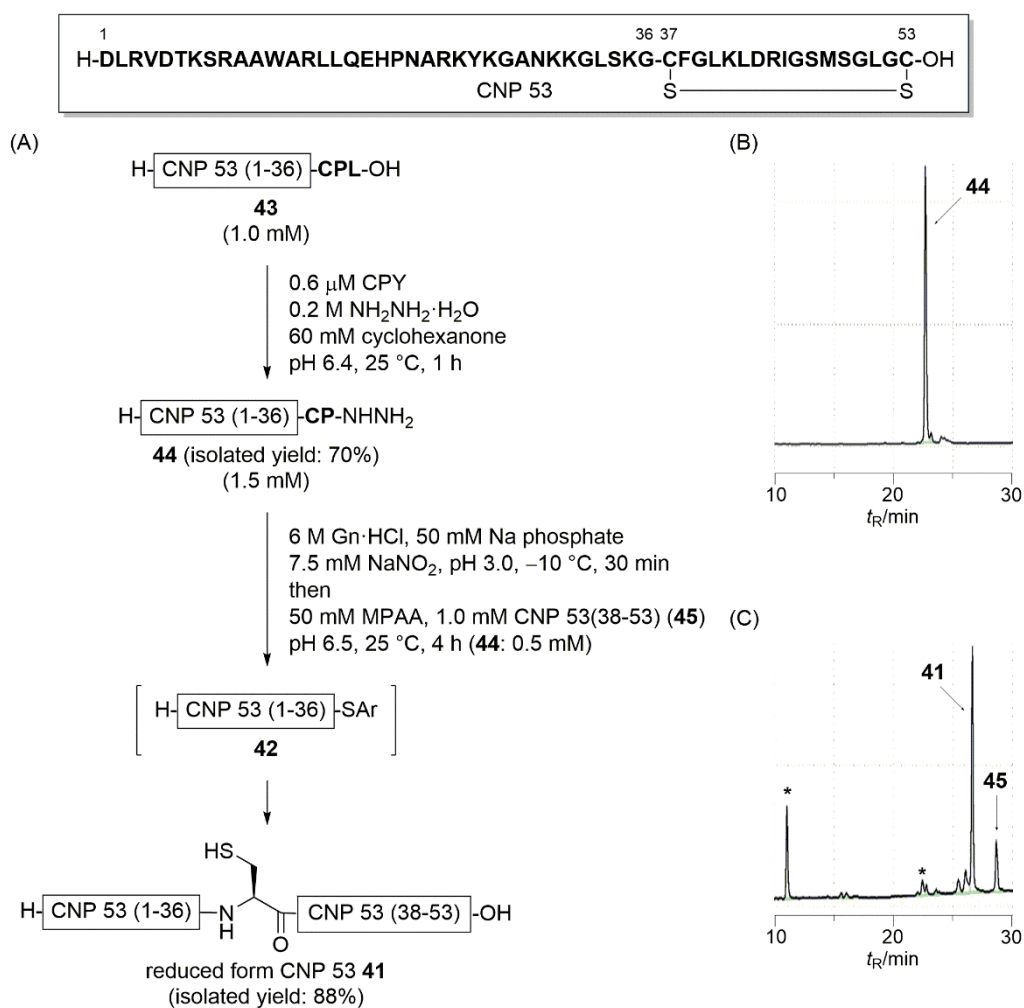 1 36 37 53
H-DLRVDTKSRAAWARLLQEHPNARKYKGANKKGLSKG-CFGLKLDRIGSMSGLGC-OH
S S
CNP 53
(A)
H-CNP 53 (1-36)-CPL-OH
43
(1.0 mM)
0.6 μM CPY
0.2 M NH₂NH₂·H₂O
60 mM cyclohexanone
pH 6.4, 25 °C, 1 h
H-CNP 53 (1-36)-CP-NHNH₂
44 (isolated yield: 70%)
(1.5 mM)
6 M Gn·HCl, 50 mM Na phosphate
7.5 mM NaNO₂, pH 3.0, –10 °C, 30 min
then
50 mM MPAA, 1.0 mM CNP 53(38-53) (45)
pH 6.5, 25 °C, 4 h (44: 0.5 mM)
H-CNP 53 (1-36)-SAr
42
HS
H-CNP 53 (1-36) N H O CNP 53 (38-53)-OH
reduced form CNP 53 41
(isolated yield: 88%)
(B)
44
10 20 30
tR/min
(C)
41
45
*
*
10 20 30
tR/min